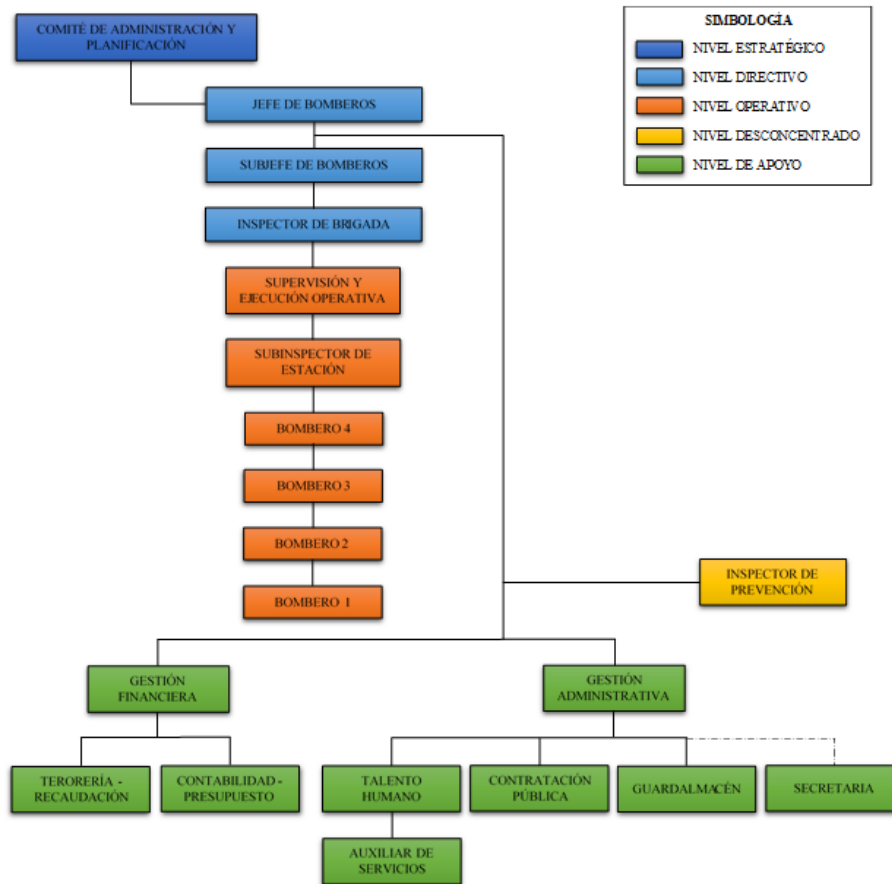 COMITÉ DE ADMINISTRACIÓN Y
PLANIFICACIÓN
SIMBOLOGÍA
NIVEL ESTRATÉGICO
NIVEL DIRECTIVO
NIVEL OPERATIVO
NIVEL DESCONCENTRADO
NIVEL DE APOYO
JEFE DE BOMBEROS
SUBJEFE DE BOMBEROS
INSPECTOR DE BRIGADA
SUPERVISIÓN Y
EJECUCIÓN OPERATIVA
SUBINSPECTOR DE
ESTACIÓN
BOMBERO 4
BOMBERO 3
BOMBERO 2
BOMBERO 1
INSPECTOR DE
PREVENCIÓN
GESTIÓN
FINANCIERA
GESTIÓN
ADMINISTRATIVA
TERORERÍA -
RECAUDACIÓN
CONTABILIDAD -
PRESUPUESTO
TALENTO
HUMANO
CONTRATACIÓN
PÚBLICA
GUARDALMACÉN
SECRETARIA
AUXILIAR DE
SERVICIOS